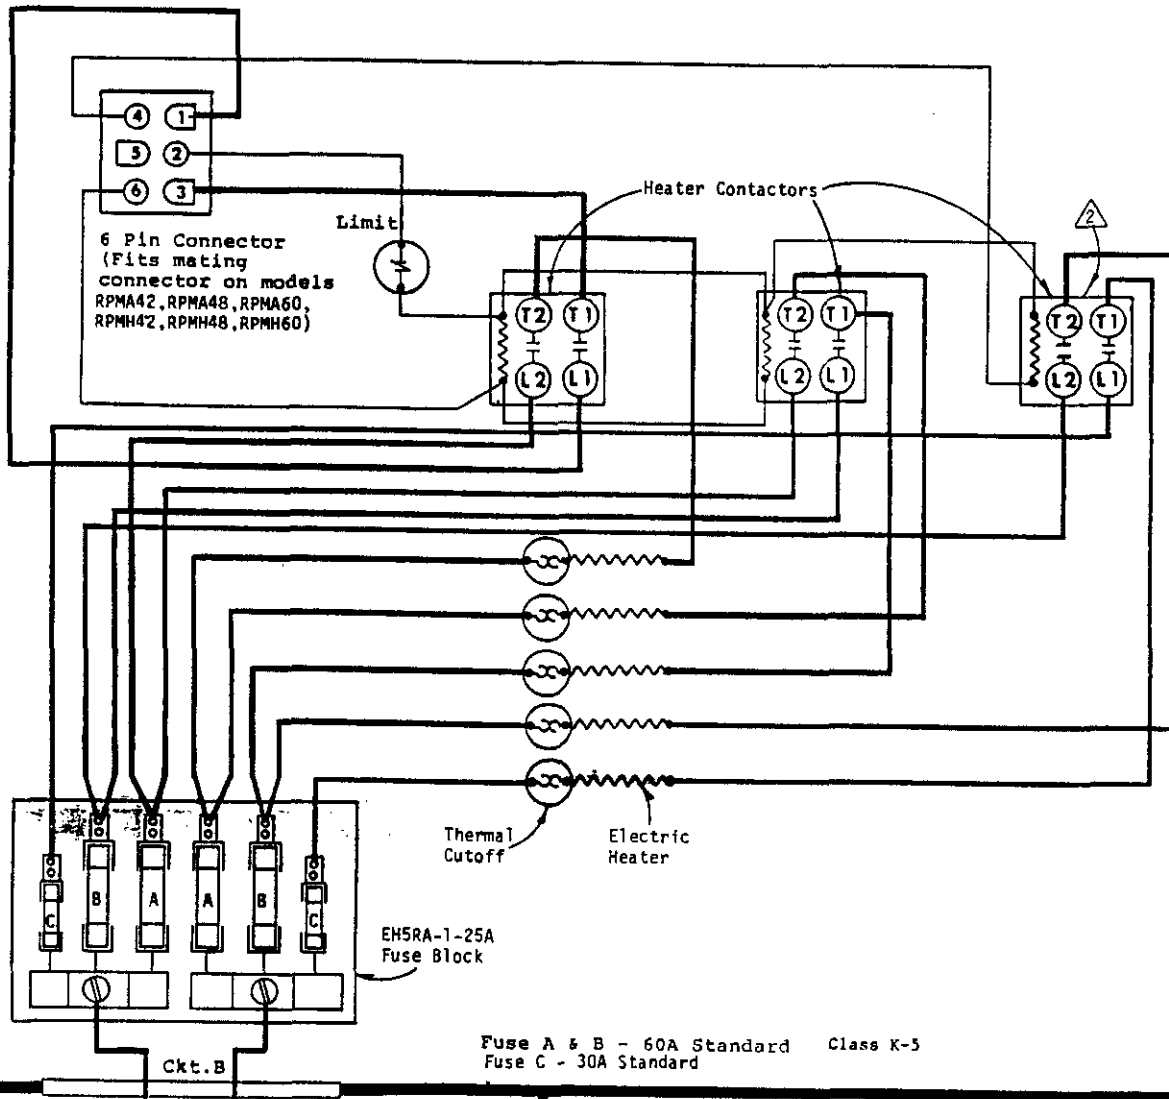 4 1
5 2
6 3
6 Pin Connector
(Fits mating
connector on models
RPMA42,RPMA48,RPMA60,
RPMH42,RPMH48,RPMH60)
Limit
Heater Contactors
2
T2 T1
L2 L1
T2 T1
L2 L1
T2 T1
L2 L1
Thermal
Cutoff
Electric
Heater
C B A A B C
EH5RA-1-25A
Fuse Block
Ckt.B
Fuse A & B - 60A Standard Class K-5
Fuse C - 30A Standard